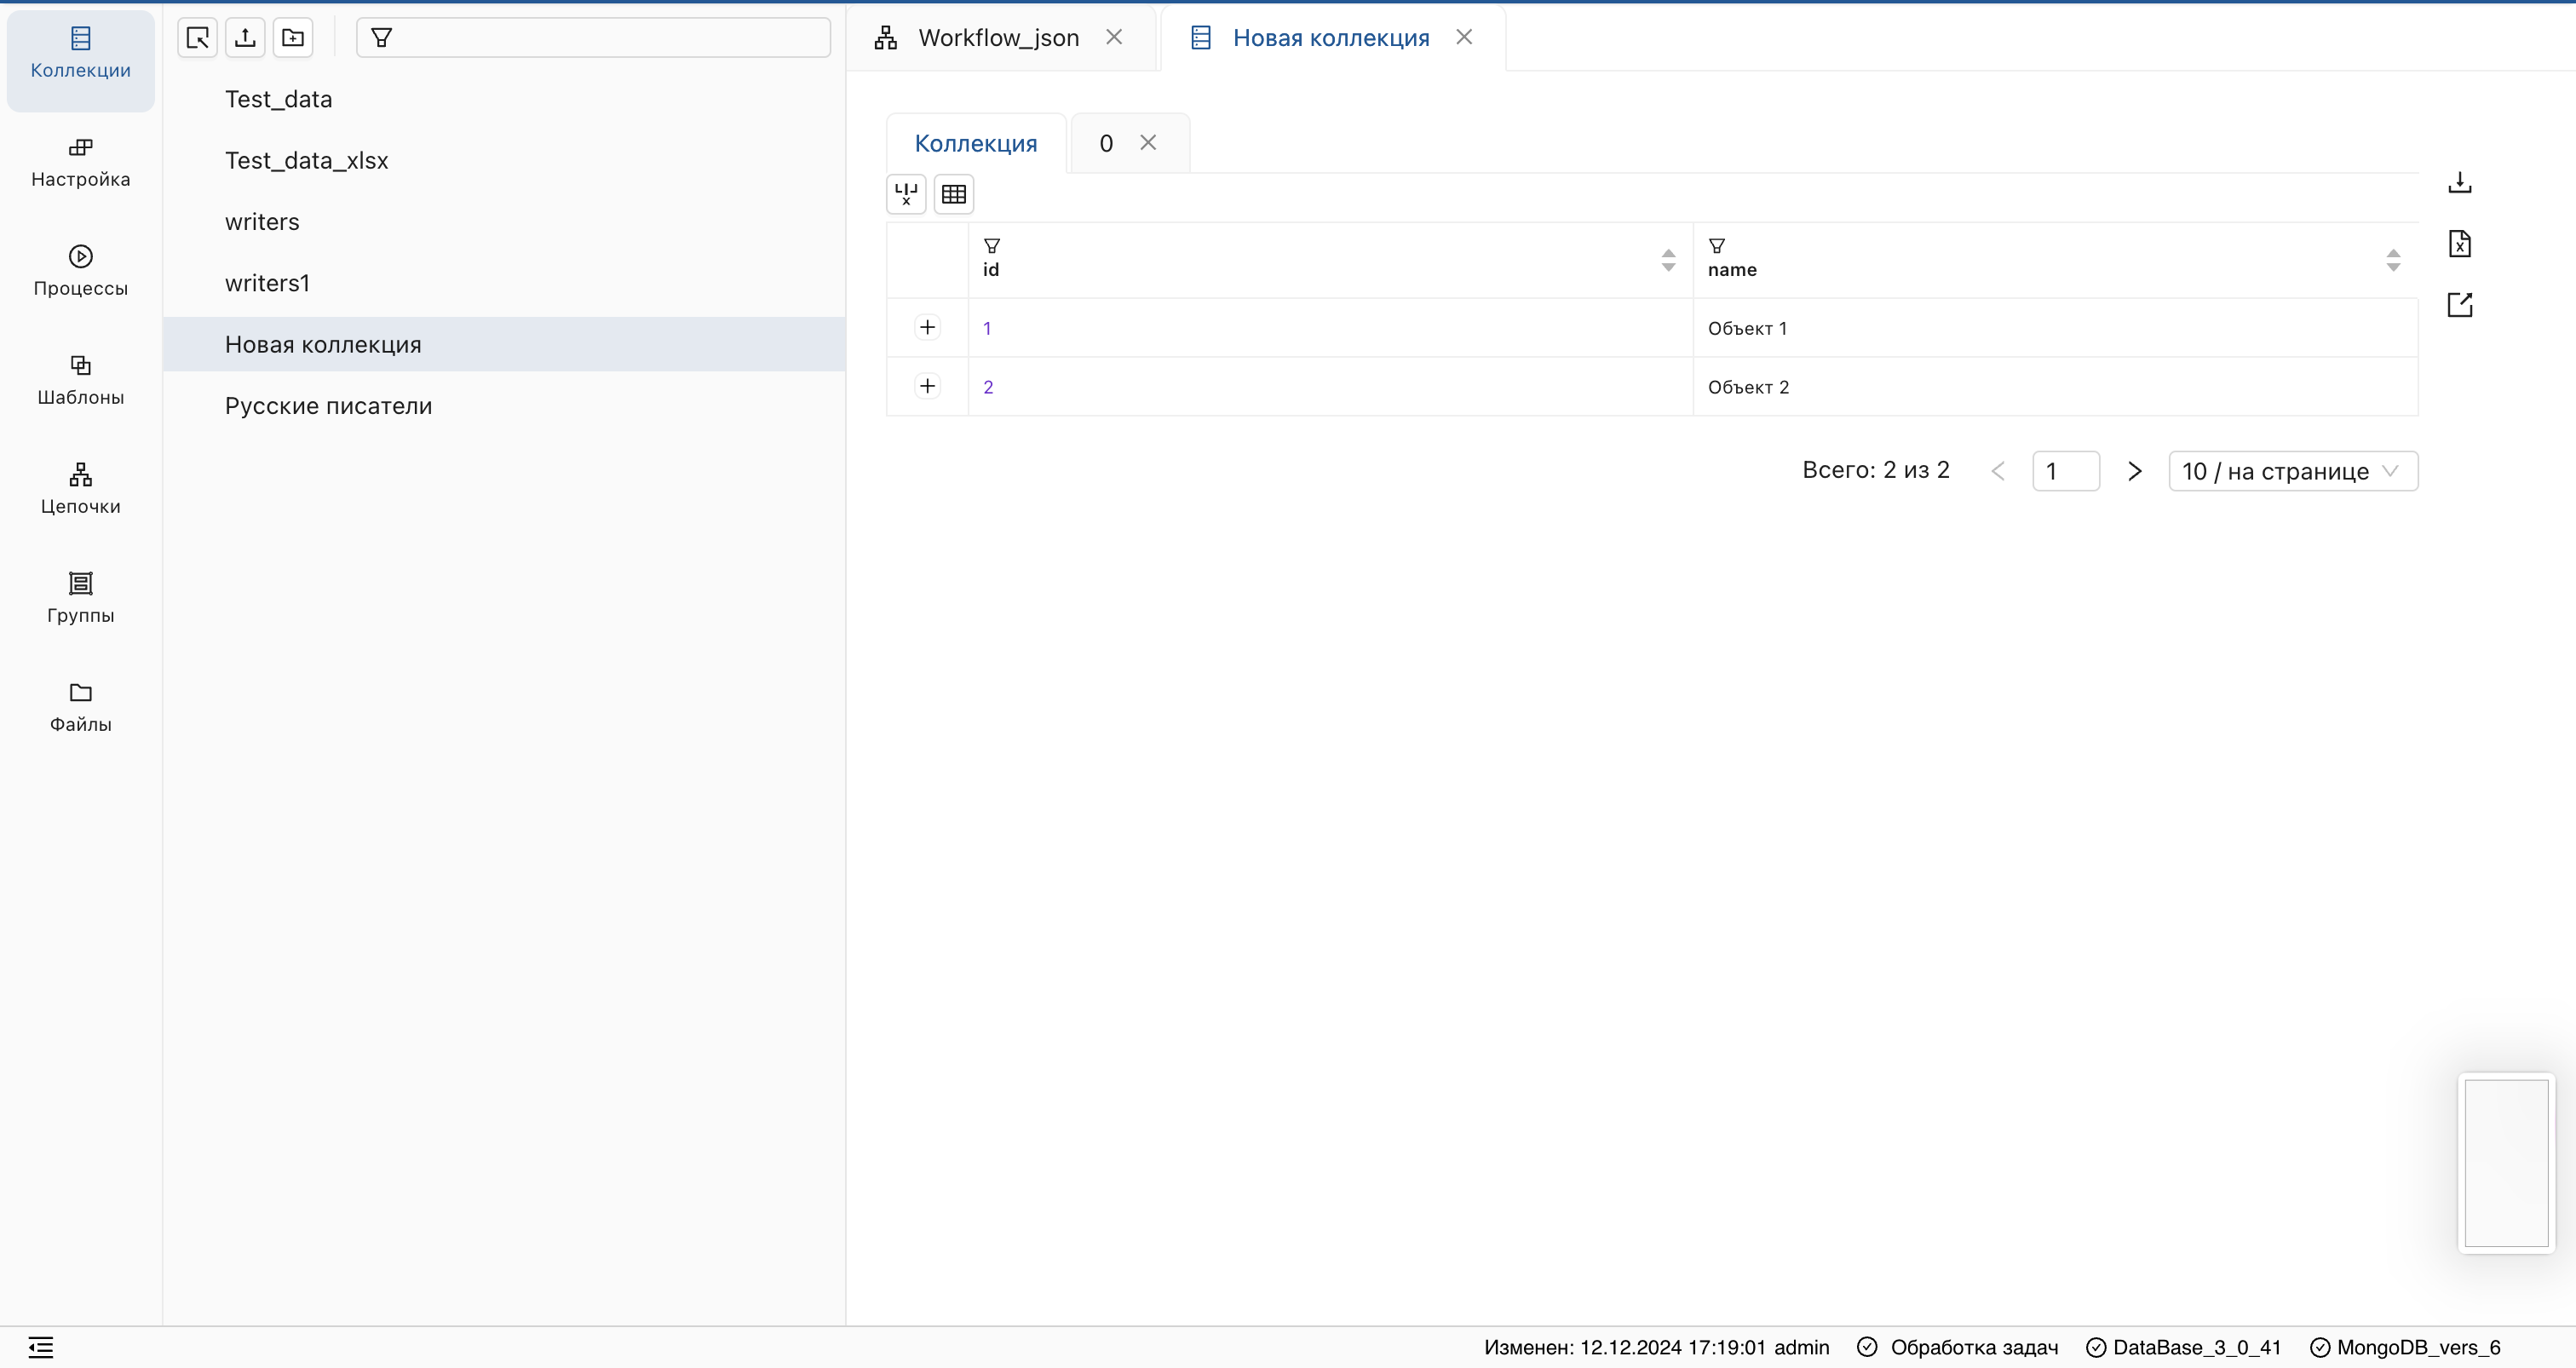 Коллекции
Настройка
Процессы
Шаблоны
Цепочки
Группы
Файлы
Test_data
Test_data_xlsx
writers
writers1
Новая коллекция
Русские писатели
Workflow_json
Новая коллекция
Коллекция
0
id
name
1
Объект 1
2
Объект 2
Всего: 2 из 2
1
10 / на странице
Изменен: 12.12.2024 17:19:01 admin
Обработка задач
DataBase_3_0_41
MongoDB_vers_6